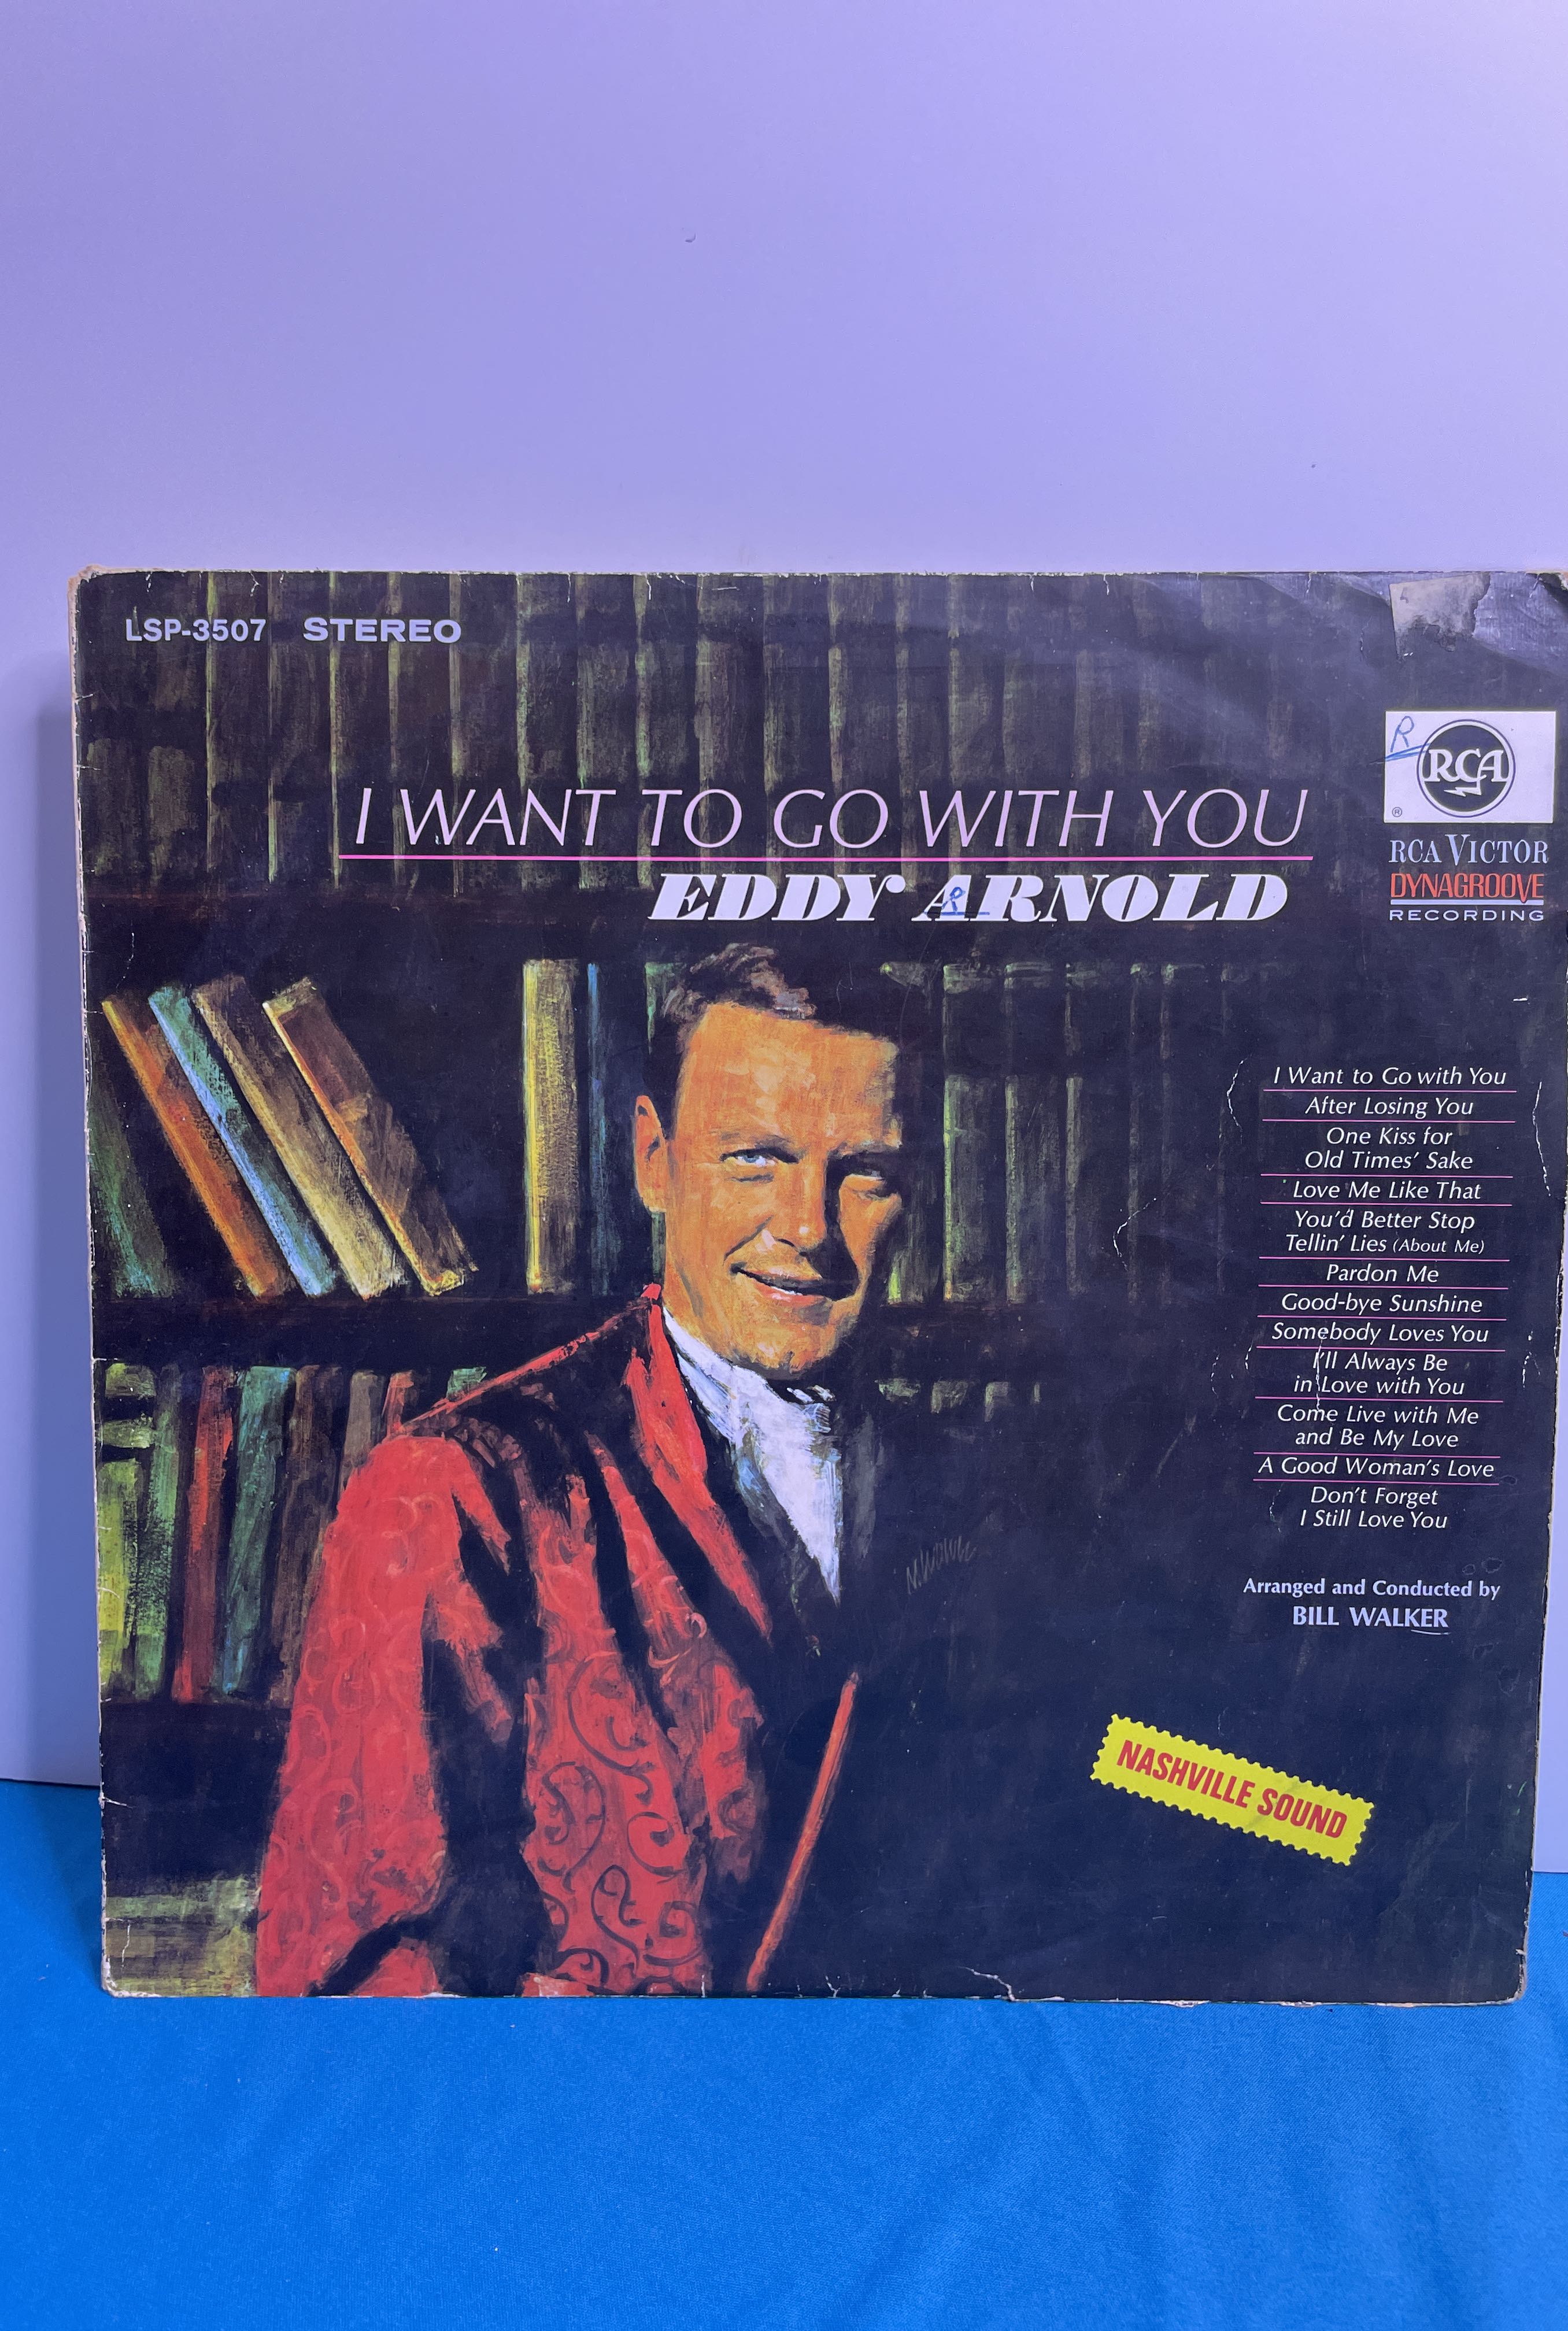 LSP-3507 STEREO
I WANT TO GO WITH YOU
EDDY ARNOLD
R
R
RCA
®
RCA VICTOR
DYNAGROOVE
RECORDING
I Want to Go with You
After Losing You
One Kiss for
Old Times' Sake
Love Me Like That
You'd Better Stop
Tellin' Lies (About Me)
Pardon Me
Good-bye Sunshine
Somebody Loves You
I'll Always Be
in Love with You
Come Live with Me
and Be My Love
A Good Woman's Love
Don't Forget
I Still Love You
Arranged and Conducted by
BILL WALKER
NASHVILLE SOUND